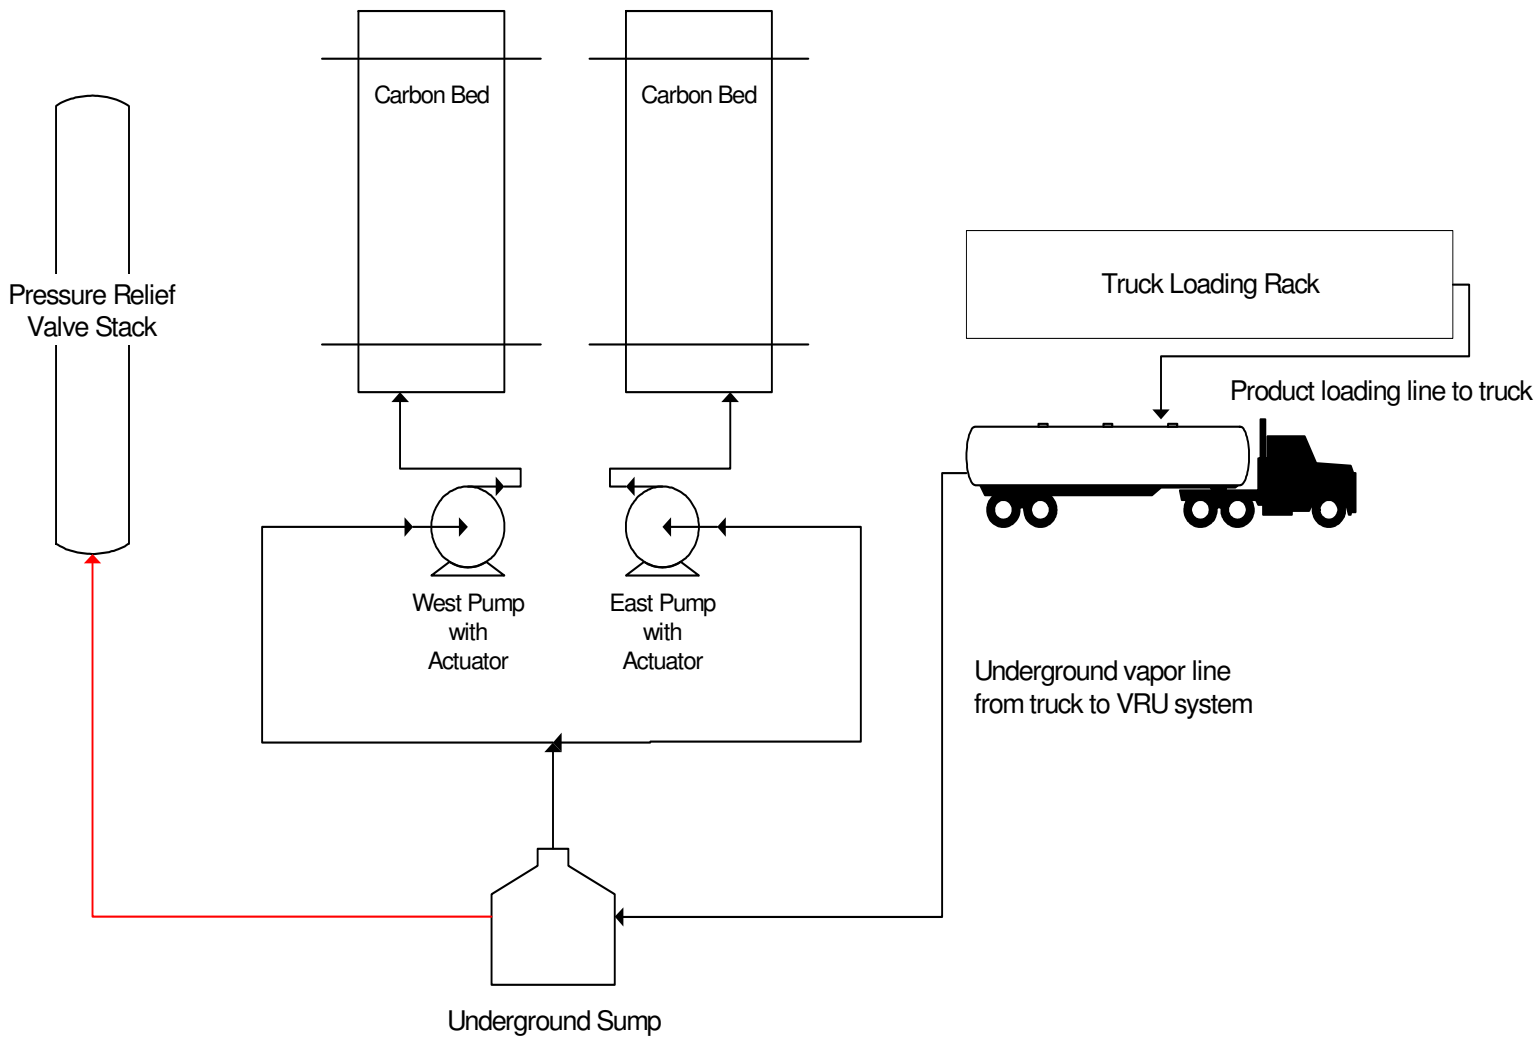 Carbon Bed
Carbon Bed
Pressure Relief
Valve Stack
Truck Loading Rack
Product loading line to truck
West Pump
with
Actuator
East Pump
with
Actuator
Underground vapor line
from truck to VRU system
Underground Sump